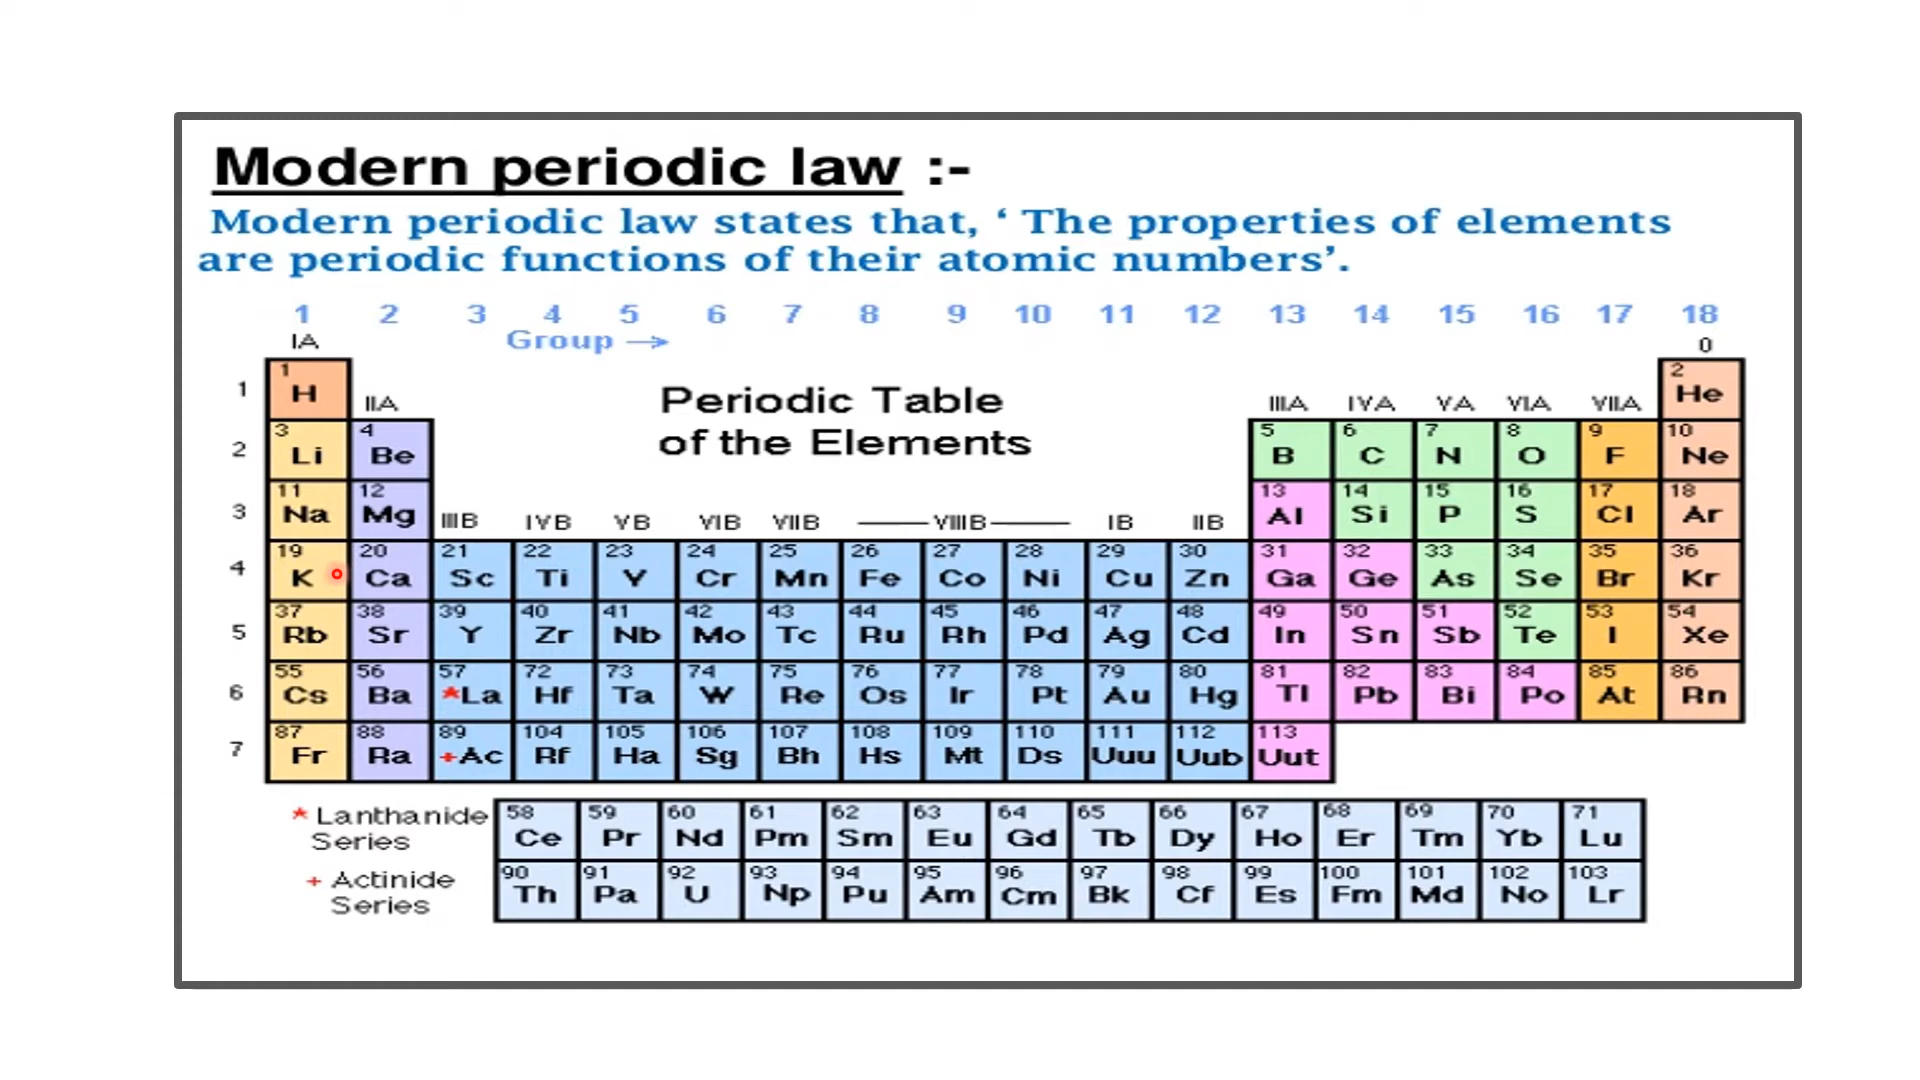 Modern periodic law :-
Modern periodic law states that, ‘ The properties of elements
are periodic functions of their atomic numbers’.
1 2 3 4 5 6 7 8 9 10 11 12 13 14 15 16 17 18
Group →
IA 0
Periodic Table
of the Elements
1 1 H 2 He
IIA IIIA IVA VA VIA VIIA
2 3 Li 4 Be 5 B 6 C 7 N 8 O 9 F 10 Ne
3 11 Na 12 Mg 13 Al 14 Si 15 P 16 S 17 Cl 18 Ar
IIIB IVB VB VIB VIIB VIIIB IB IIB
4 19 K 20 Ca 21 Sc 22 Ti 23 V 24 Cr 25 Mn 26 Fe 27 Co 28 Ni 29 Cu 30 Zn 31 Ga 32 Ge 33 As 34 Se 35 Br 36 Kr
5 37 Rb 38 Sr 39 Y 40 Zr 41 Nb 42 Mo 43 Tc 44 Ru 45 Rh 46 Pd 47 Ag 48 Cd 49 In 50 Sn 51 Sb 52 Te 53 I 54 Xe
6 55 Cs 56 Ba 57 *La 72 Hf 73 Ta 74 W 75 Re 76 Os 77 Ir 78 Pt 79 Au 80 Hg 81 Tl 82 Pb 83 Bi 84 Po 85 At 86 Rn
7 87 Fr 88 Ra 89 +Ac 104 Rf 105 Ha 106 Sg 107 Bh 108 Hs 109 Mt 110 Ds 111 Uuu 112 Uub 113 Uut
* Lanthanide
Series
58 Ce 59 Pr 60 Nd 61 Pm 62 Sm 63 Eu 64 Gd 65 Tb 66 Dy 67 Ho 68 Er 69 Tm 70 Yb 71 Lu
+ Actinide
Series
90 Th 91 Pa 92 U 93 Np 94 Pu 95 Am 96 Cm 97 Bk 98 Cf 99 Es 100 Fm 101 Md 102 No 103 Lr